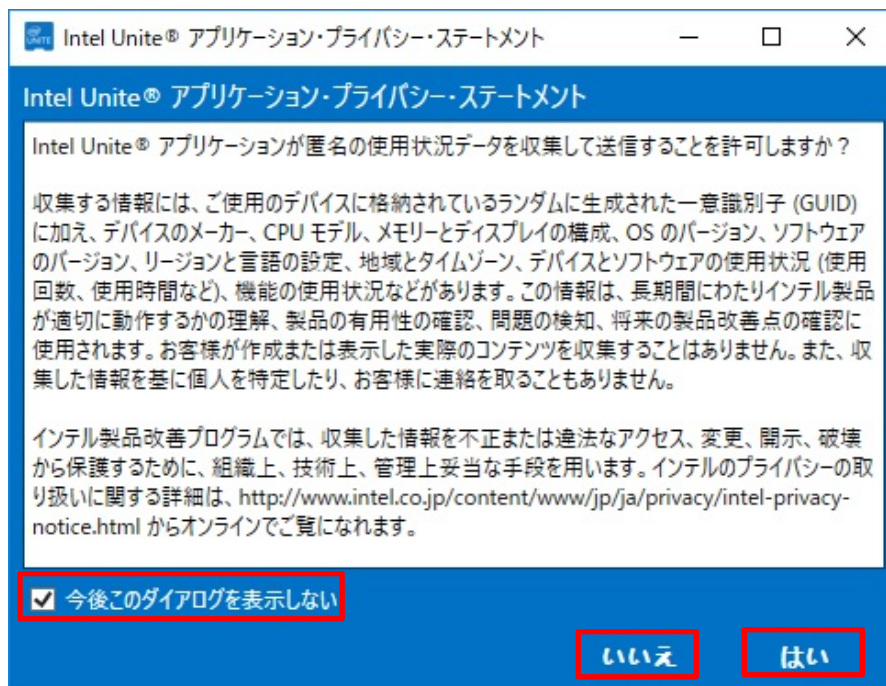 Intel Unite® アプリケーション・プライバシー・ステートメント
Intel Unite® アプリケーション・プライバシー・ステートメント
Intel Unite® アプリケーションが匿名の使用状況データを収集して送信することを許可しますか？
収集する情報には、ご使用のデバイスに格納されているランダムに生成された一意識別子 (GUID)
に加え、デバイスのメーカー、CPU モデル、メモリーとディスプレイの構成、OS のバージョン、ソフトウェア
のバージョン、リージョンと言語の設定、地域とタイムゾーン、デバイスとソフトウェアの使用状況 (使用
回数、使用時間など)、機能の使用状況などがあります。この情報は、長期間にわたりインテル製品
が適切に動作するかの理解、製品の有用性の確認、問題の検知、将来の製品改善点の確認に
使用されます。お客様が作成または表示した実際のコンテンツを収集することはありません。また、収
集した情報を基に個人を特定したり、お客様に連絡を取ることもありません。
インテル製品改善プログラムでは、収集した情報を不正または違法なアクセス、変更、開示、破壊
から保護するために、組織上、技術上、管理上妥当な手段を用います。インテルのプライバシーの取
り扱いに関する詳細は、http://www.intel.co.jp/content/www/jp/ja/privacy/intel-privacy-
notice.html からオンラインでご覧になれます。
今後このダイアログを表示しない
いいえ
はい